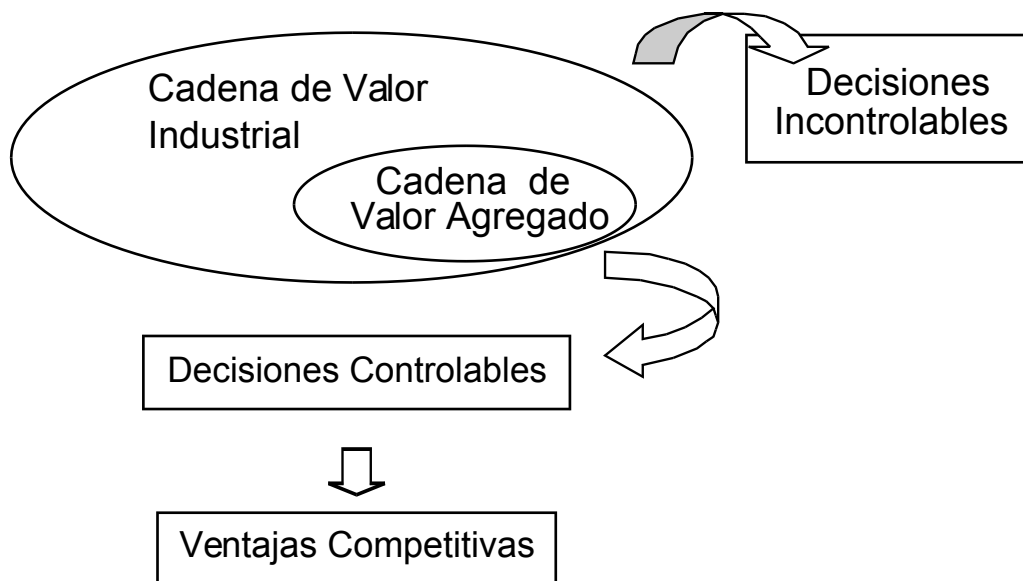 Cadena de Valor
Industrial
Decisiones
Incontrolables
Cadena de
Valor Agregado
Decisiones Controlables
Ventajas Competitivas